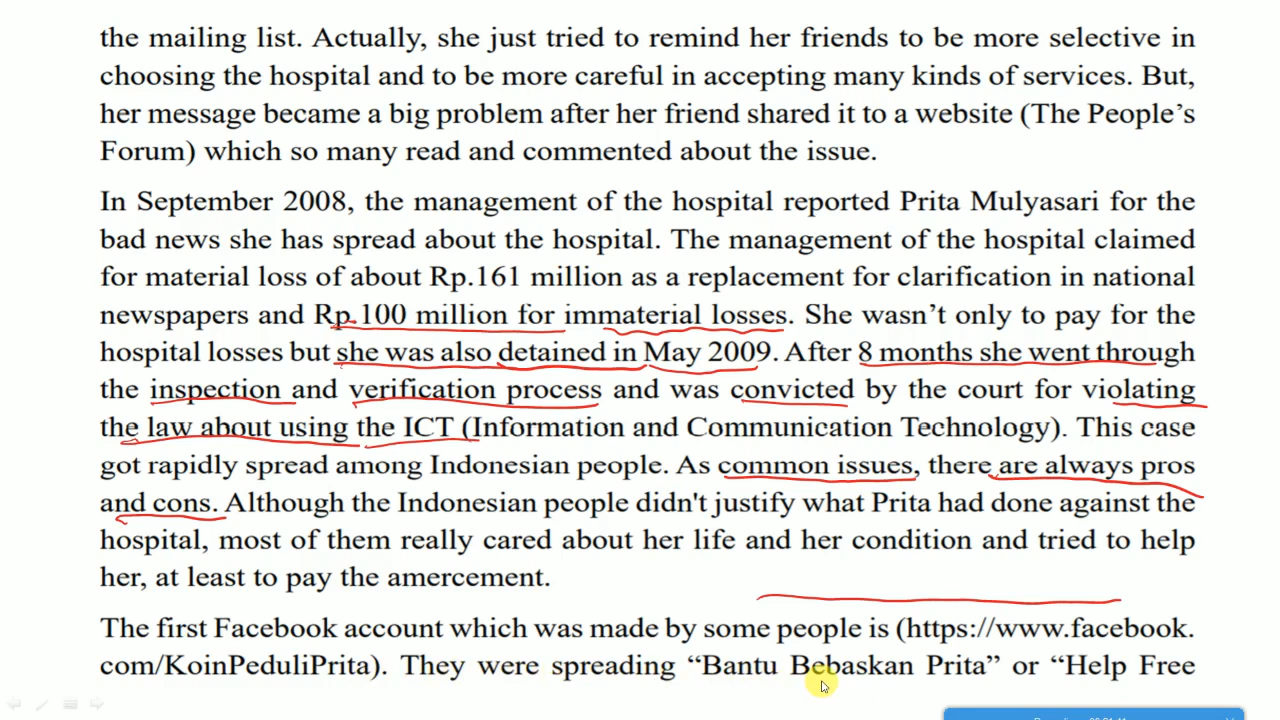 the mailing list. Actually, she just tried to remind her friends to be more selective in
choosing the hospital and to be more careful in accepting many kinds of services. But,
her message became a big problem after her friend shared it to a website (The People’s
Forum) which so many read and commented about the issue.
In September 2008, the management of the hospital reported Prita Mulyasari for the
bad news she has spread about the hospital. The management of the hospital claimed
for material loss of about Rp.161 million as a replacement for clarification in national
newspapers and Rp.100 million for immaterial losses. She wasn’t only to pay for the
hospital losses but she was also detained in May 2009. After 8 months she went through
the inspection and verification process and was convicted by the court for violating
the law about using the ICT (Information and Communication Technology). This case
got rapidly spread among Indonesian people. As common issues, there are always pros
and cons. Although the Indonesian people didn't justify what Prita had done against the
hospital, most of them really cared about her life and her condition and tried to help
her, at least to pay the amercement.
The first Facebook account which was made by some people is (https://www.facebook.
com/KoinPeduliPrita). They were spreading “Bantu Bebaskan Prita” or “Help Free